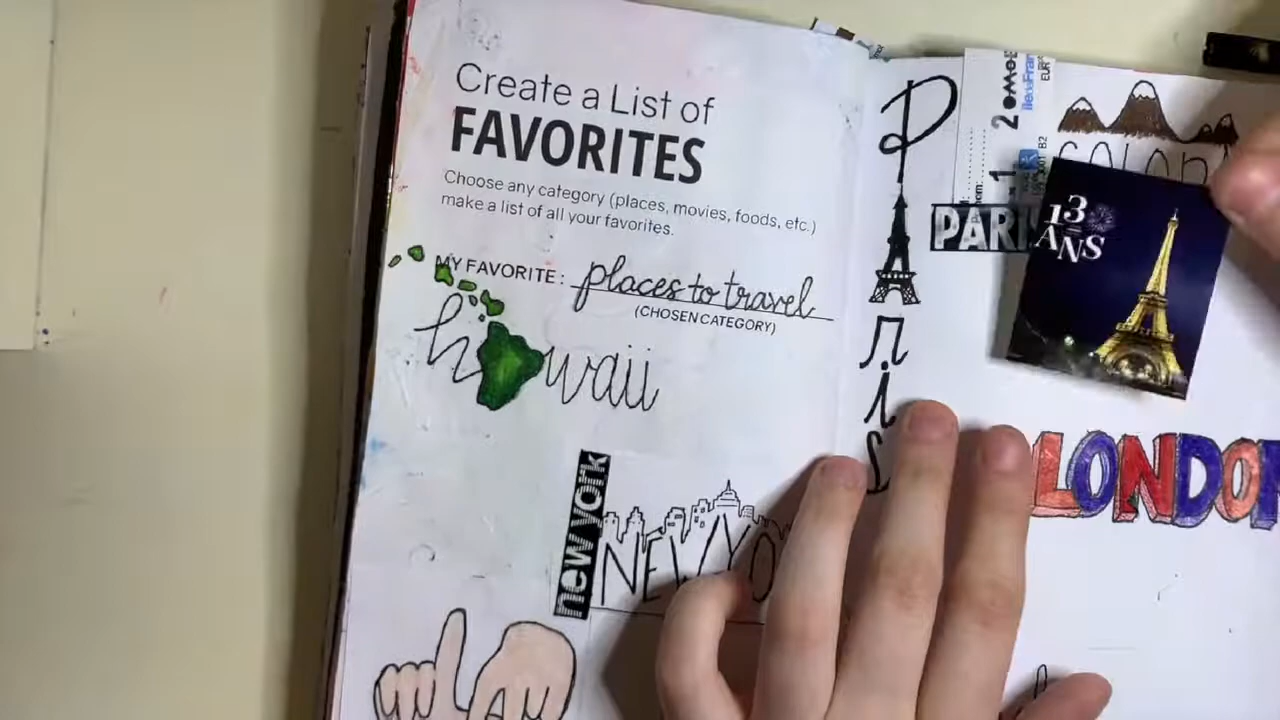 Create a List of
FAVORITES
Choose any category (places, movies, foods, etc.)
make a list of all your favorites.
MY FAVORITE: places to travel
(CHOSEN CATEGORY)
hawaii
new york
NEW YO
Paris
PARI
13
ANS
LONDON